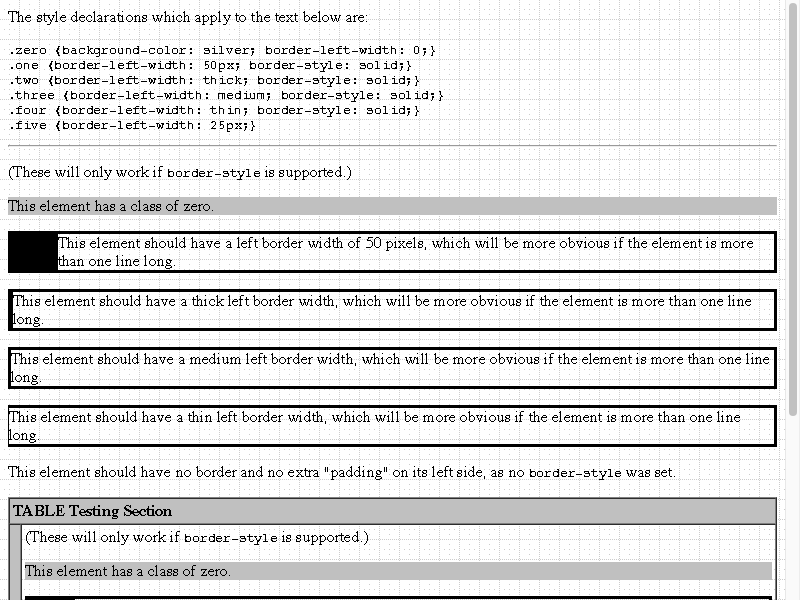 The style declarations which apply to the text below are:
.zero {background-color: silver; border-left-width: 0;}
.one {border-left-width: 50px; border-style: solid;}
.two {border-left-width: thick; border-style: solid;}
.three {border-left-width: medium; border-style: solid;}
.four {border-left-width: thin; border-style: solid;}
.five {border-left-width: 25px;}
(These will only work if border-style is supported.)
This element has a class of zero.
This element should have a left border width of 50 pixels, which will be more obvious if the element is more
than one line long.
This element should have a thick left border width, which will be more obvious if the element is more than one line
long.
This element should have a medium left border width, which will be more obvious if the element is more than one line
long.
This element should have a thin left border width, which will be more obvious if the element is more than one line
long.
This element should have no border and no extra "padding" on its left side, as no border-style was set.
TABLE Testing Section
(These will only work if border-style is supported.)
This element has a class of zero.